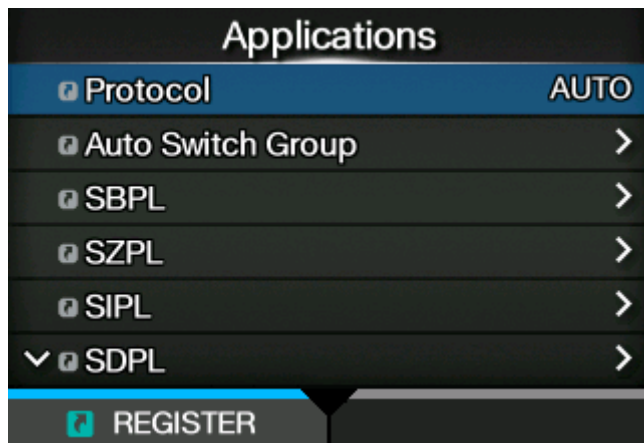 Applications
Protocol AUTO
Auto Switch Group
SBPL
SZPL
SIPL
SDPL
REGISTER